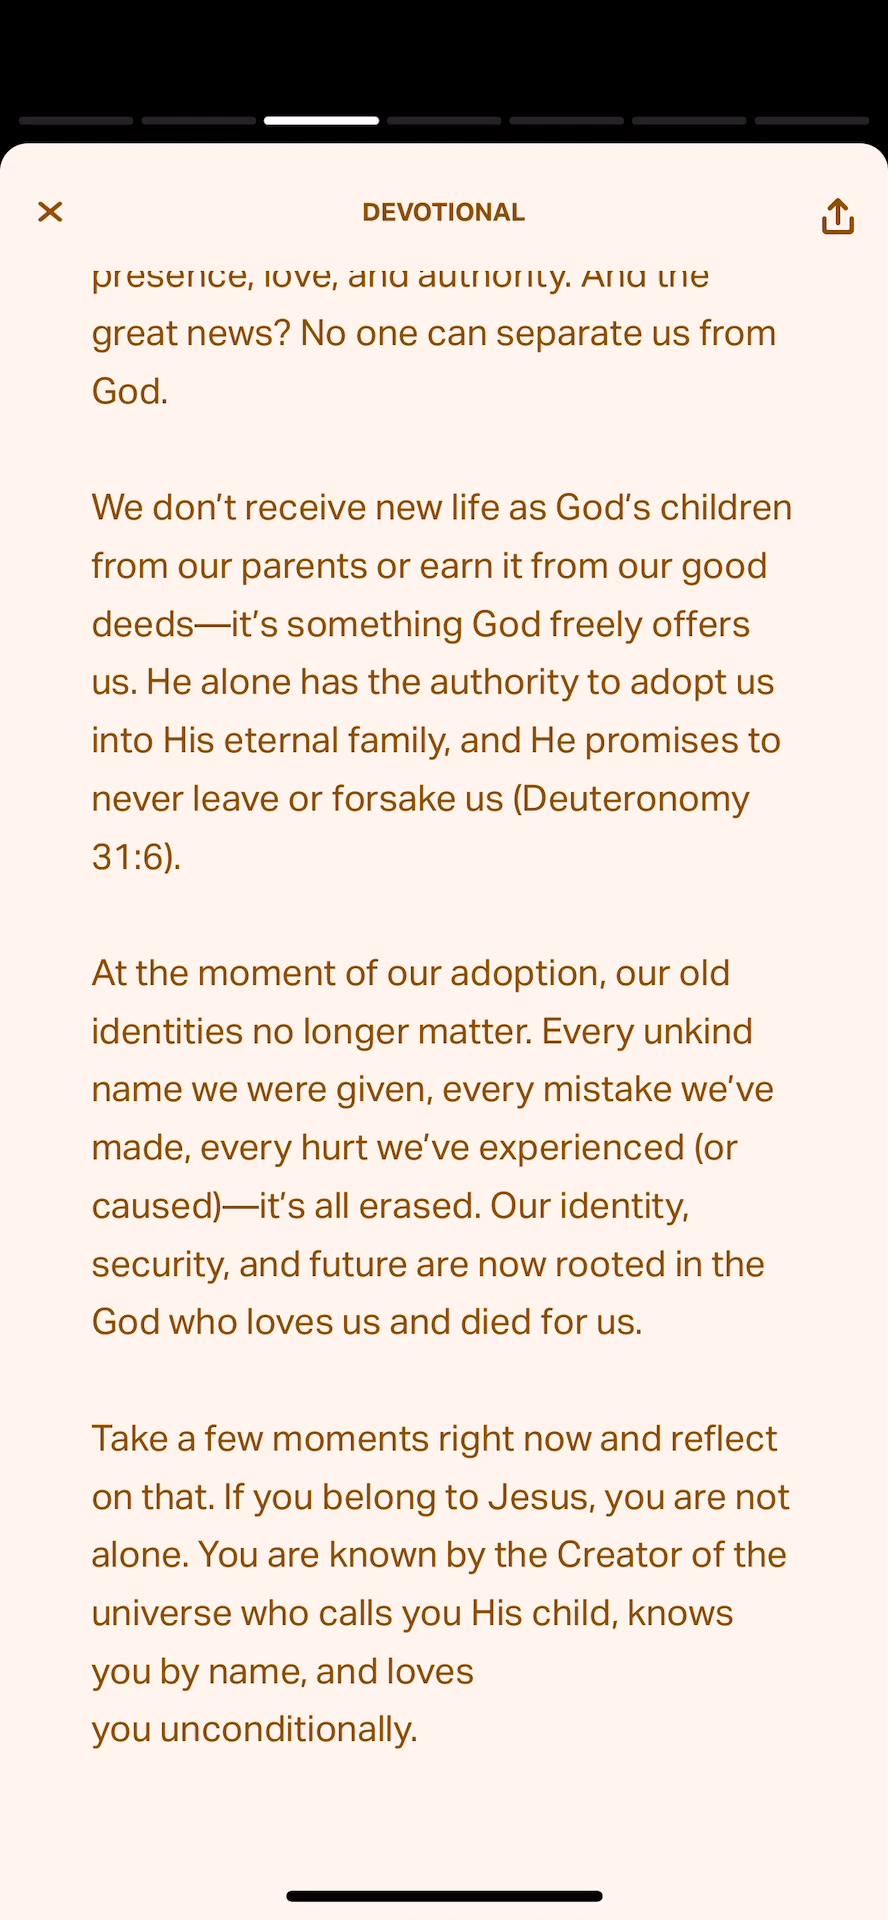 DEVOTIONAL
presence, love, and authority. And the
great news? No one can separate us from
God.
We don’t receive new life as God’s children
from our parents or earn it from our good
deeds—it’s something God freely offers
us. He alone has the authority to adopt us
into His eternal family, and He promises to
never leave or forsake us (Deuteronomy
31:6).
At the moment of our adoption, our old
identities no longer matter. Every unkind
name we were given, every mistake we’ve
made, every hurt we’ve experienced (or
caused)—it’s all erased. Our identity,
security, and future are now rooted in the
God who loves us and died for us.
Take a few moments right now and reflect
on that. If you belong to Jesus, you are not
alone. You are known by the Creator of the
universe who calls you His child, knows
you by name, and loves
you unconditionally.